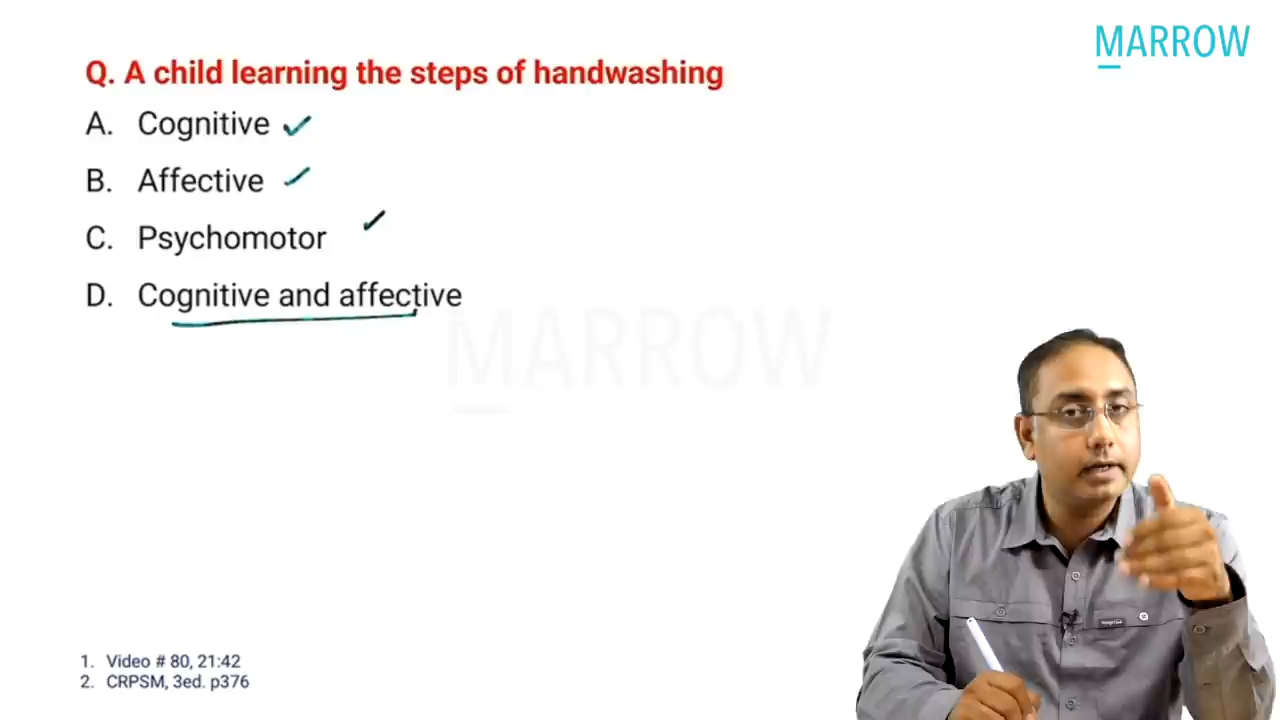 MARROW
Q. A child learning the steps of handwashing
A. Cognitive ✓
B. Affective ✓
C. Psychomotor ✓
D. Cognitive and affective
MARROW
1. Video # 80, 21:42
2. CRPSM, 3ed. p376